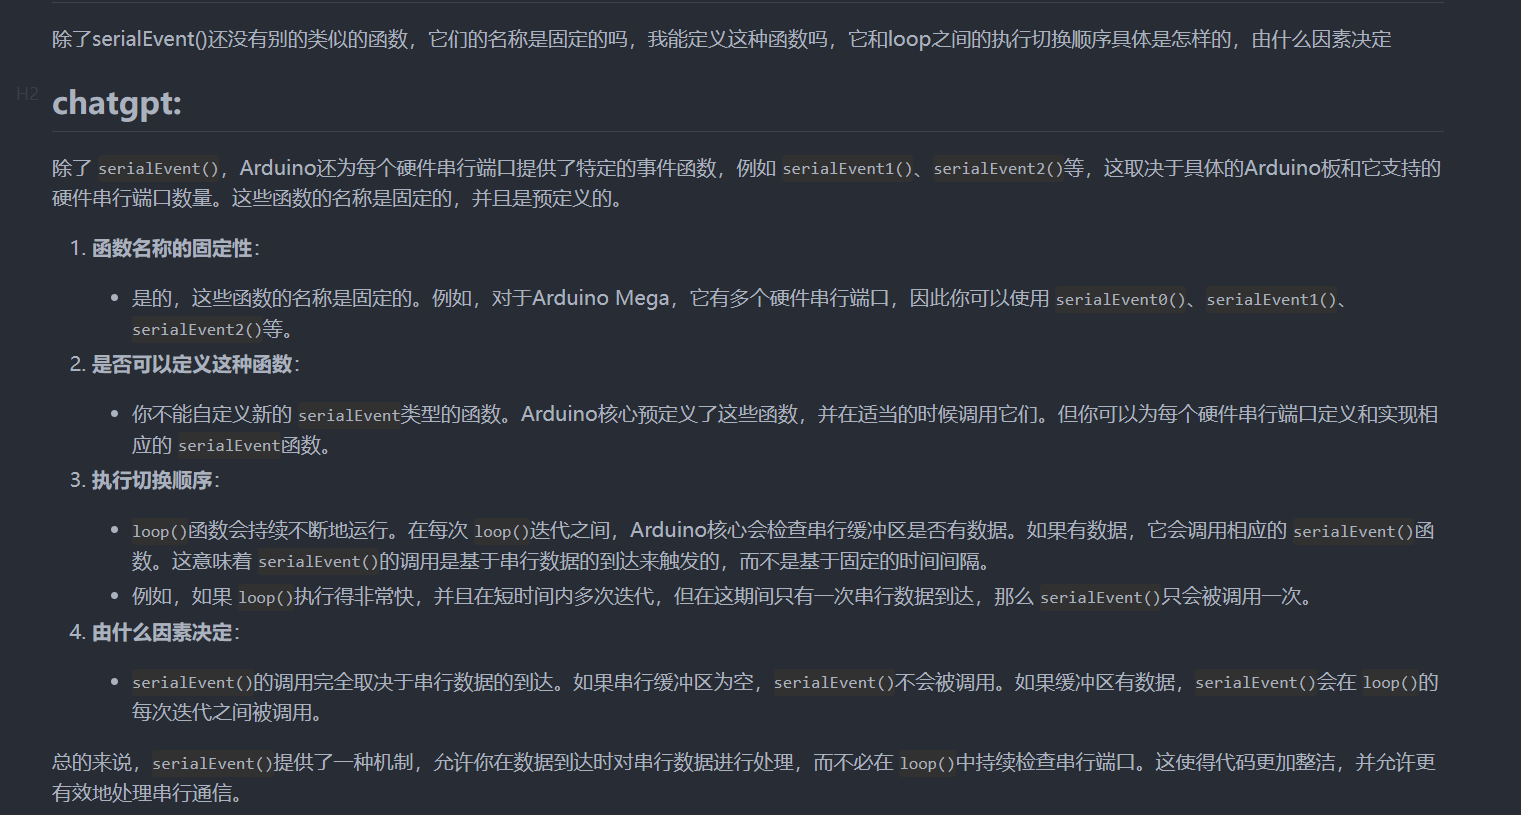 除了serialEvent()还没有别的类似的函数，它们的名称是固定的吗，我能定义这种函数吗，它和loop之间的执行切换顺序具体是怎样的，由什么因素决定
H2
chatgpt:
除了 serialEvent()，Arduino还为每个硬件串行端口提供了特定的事件函数，例如 serialEvent1()、serialEvent2()等，这取决于具体的Arduino板和它支持的
硬件串行端口数量。这些函数的名称是固定的，并且是预定义的。
1. 函数名称的固定性：
• 是的，这些函数的名称是固定的。例如，对于Arduino Mega，它有多个硬件串行端口，因此你可以使用 serialEvent0()、serialEvent1()、
serialEvent2()等。
2. 是否可以定义这种函数：
• 你不能自定义新的 serialEvent类型的函数。Arduino核心预定义了这些函数，并在适当的时候调用它们。但你可以为每个硬件串行端口定义和实现相
应的 serialEvent函数。
3. 执行切换顺序：
• loop()函数会持续不断地运行。在每次 loop()迭代之间，Arduino核心会检查串行缓冲区是否有数据。如果有数据，它会调用相应的 serialEvent()函
数。这意味着 serialEvent()的调用是基于串行数据的到达来触发的，而不是基于固定的时间间隔。
• 例如，如果 loop()执行得非常快，并且在短时间内多次迭代，但在这期间只有一次串行数据到达，那么 serialEvent()只会被调用一次。
4. 由什么因素决定：
• serialEvent()的调用完全取决于串行数据的到达。如果串行缓冲区为空，serialEvent()不会被调用。如果缓冲区有数据，serialEvent()会在 loop()的
每次迭代之间被调用。
总的来说，serialEvent()提供了一种机制，允许你在数据到达时对串行数据进行处理，而不必在 loop()中持续检查串行端口。这使得代码更加整洁，并允许更
有效地处理串行通信。